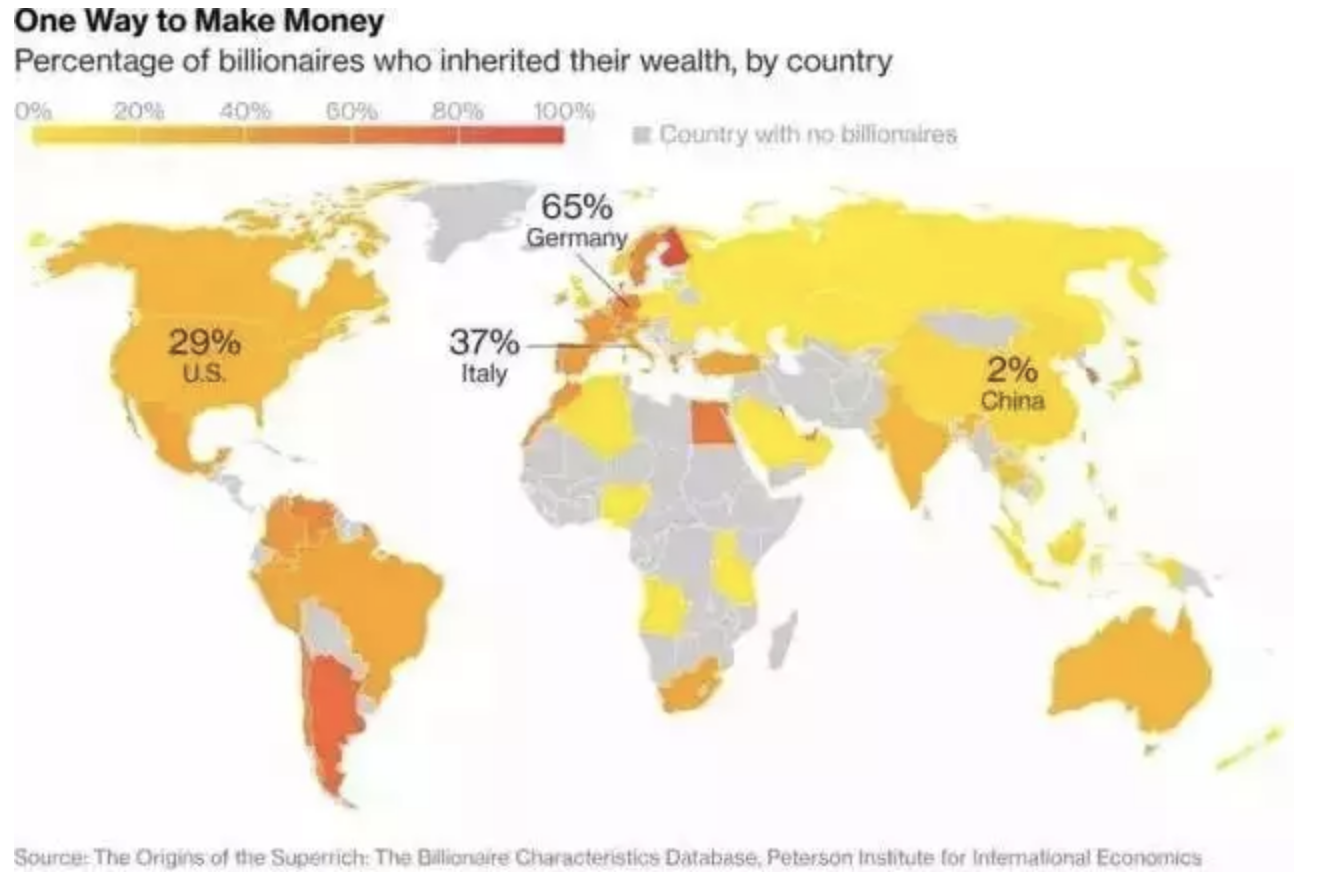 One Way to Make Money
Percentage of billionaires who inherited their wealth, by country
0% 20% 40% 60% 80% 100%
Country with no billionaires
65%
Germany
29%
U.S.
37%
Italy
2%
China
Source: The Origins of the Superrich: The Billionaire Characteristics Database, Peterson Institute for International Economics